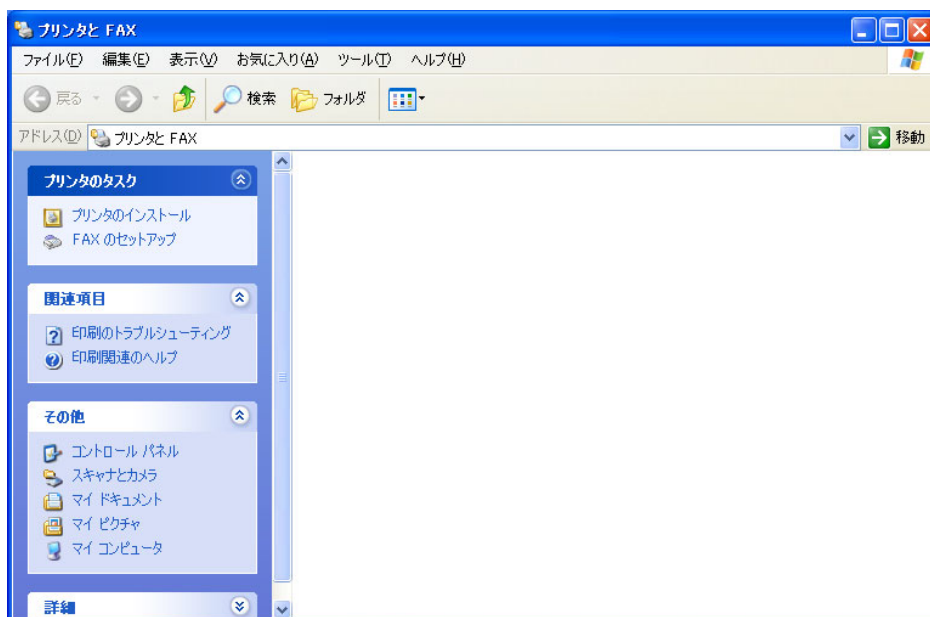 プリンタと FAX
ファイル(F) 編集(E) 表示(V) お気に入り(A) ツール(T) ヘルプ(H)
戻る 検索 フォルダ
アドレス(D) プリンタと FAX 移動
プリンタのタスク
プリンタのインストール
FAX のセットアップ
関連項目
印刷のトラブルシューティング
印刷関連のヘルプ
その他
コントロール パネル
スキャナとカメラ
マイ ドキュメント
マイ ピクチャ
マイ コンピュータ
詳細